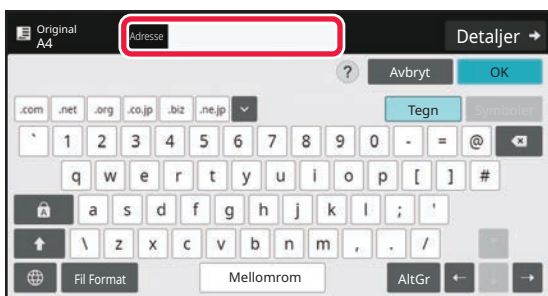 Original
A4
Adresse
Detaljer →
? Avbryt OK
.com .net .org .co.jp .biz .ne.jp Tegn Symboler
` 1 2 3 4 5 6 7 8 9 0 - = @
q w e r t y u i o p [ ] #
A a s d f g h j k l ; '
\ z x c v b n m , . /
Fil Format Mellomrom AltGr ← ↓ →